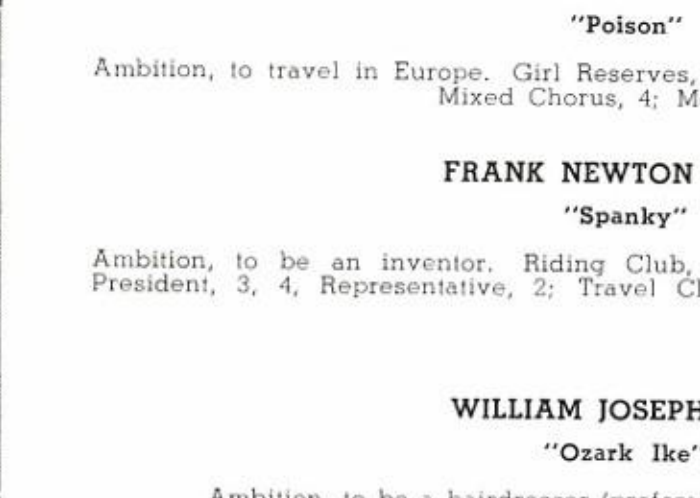 "Poison"
Ambition, to travel in Europe. Girl Reserves,
Mixed Chorus, 4; M
FRANK NEWTON
"Spanky"
Ambition, to be an inventor. Riding Club,
President, 3, 4, Representative, 2; Travel Cl
WILLIAM JOSEPH
"Ozark Ike"
Ambition, to be a hairdresser (profess